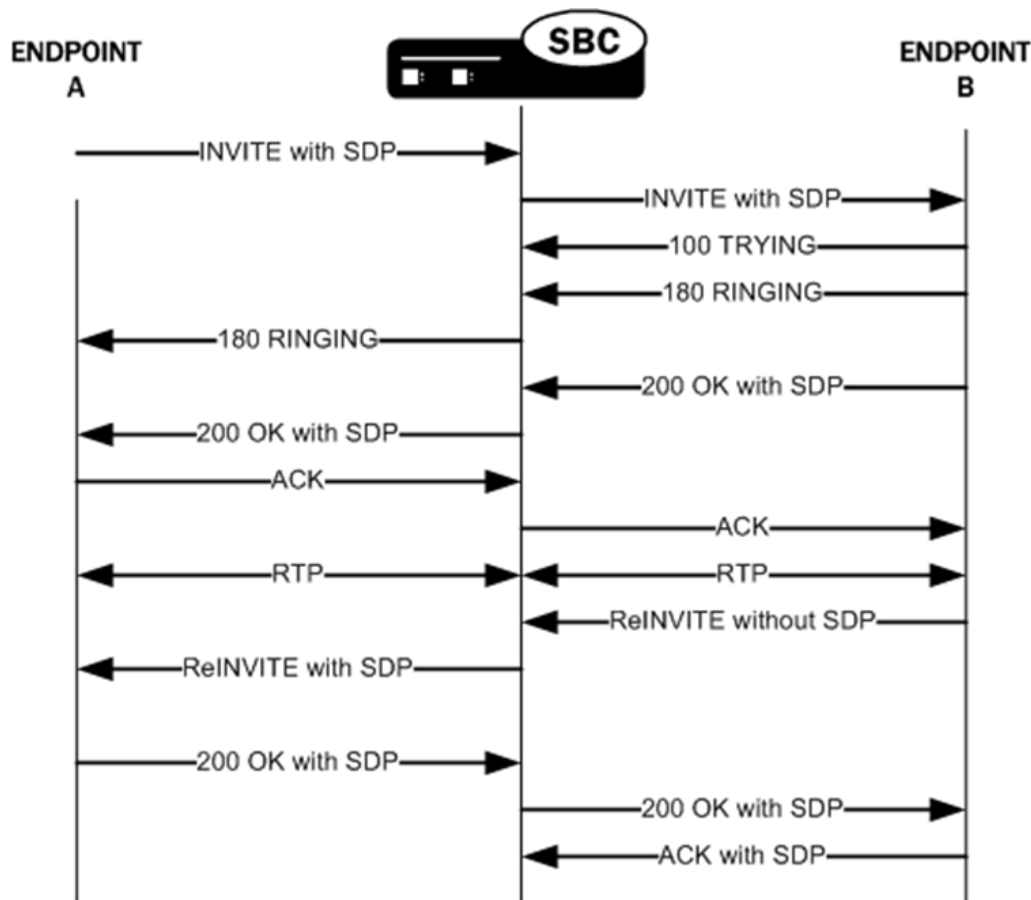 ENDPOINT
A
SBC
ENDPOINT
B
INVITE with SDP
INVITE with SDP
100 TRYING
180 RINGING
180 RINGING
200 OK with SDP
200 OK with SDP
ACK
ACK
RTP
RTP
ReINVITE without SDP
ReINVITE with SDP
200 OK with SDP
200 OK with SDP
ACK with SDP